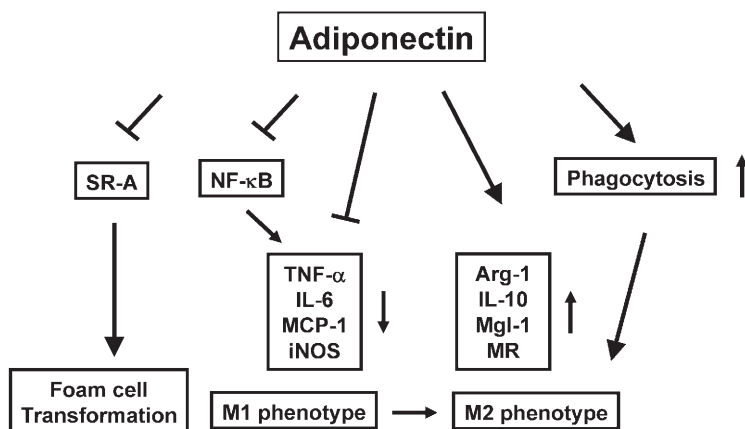 Adiponectin
SR-A
NF-κB
Phagocytosis
TNF-α
IL-6
MCP-1
iNOS
Arg-1
IL-10
Mgl-1
MR
Foam cell
Transformation
M1 phenotype
M2 phenotype